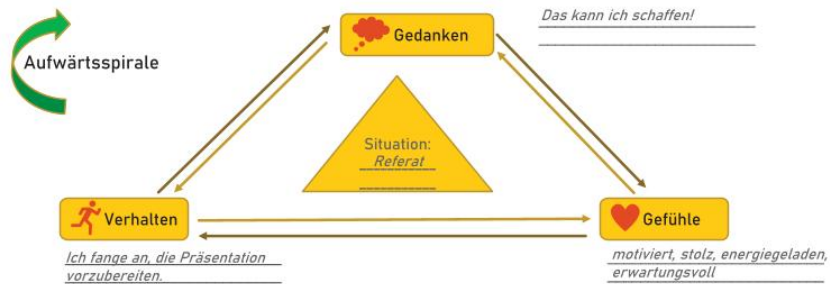 Das kann ich schaffen!
Gedanken
Aufwärtsspirale
Situation:
Referat
Verhalten
Gefühle
Ich fange an, die Präsentation
vorzubereiten.
motiviert, stolz, energiegeladen,
erwartungsvoll